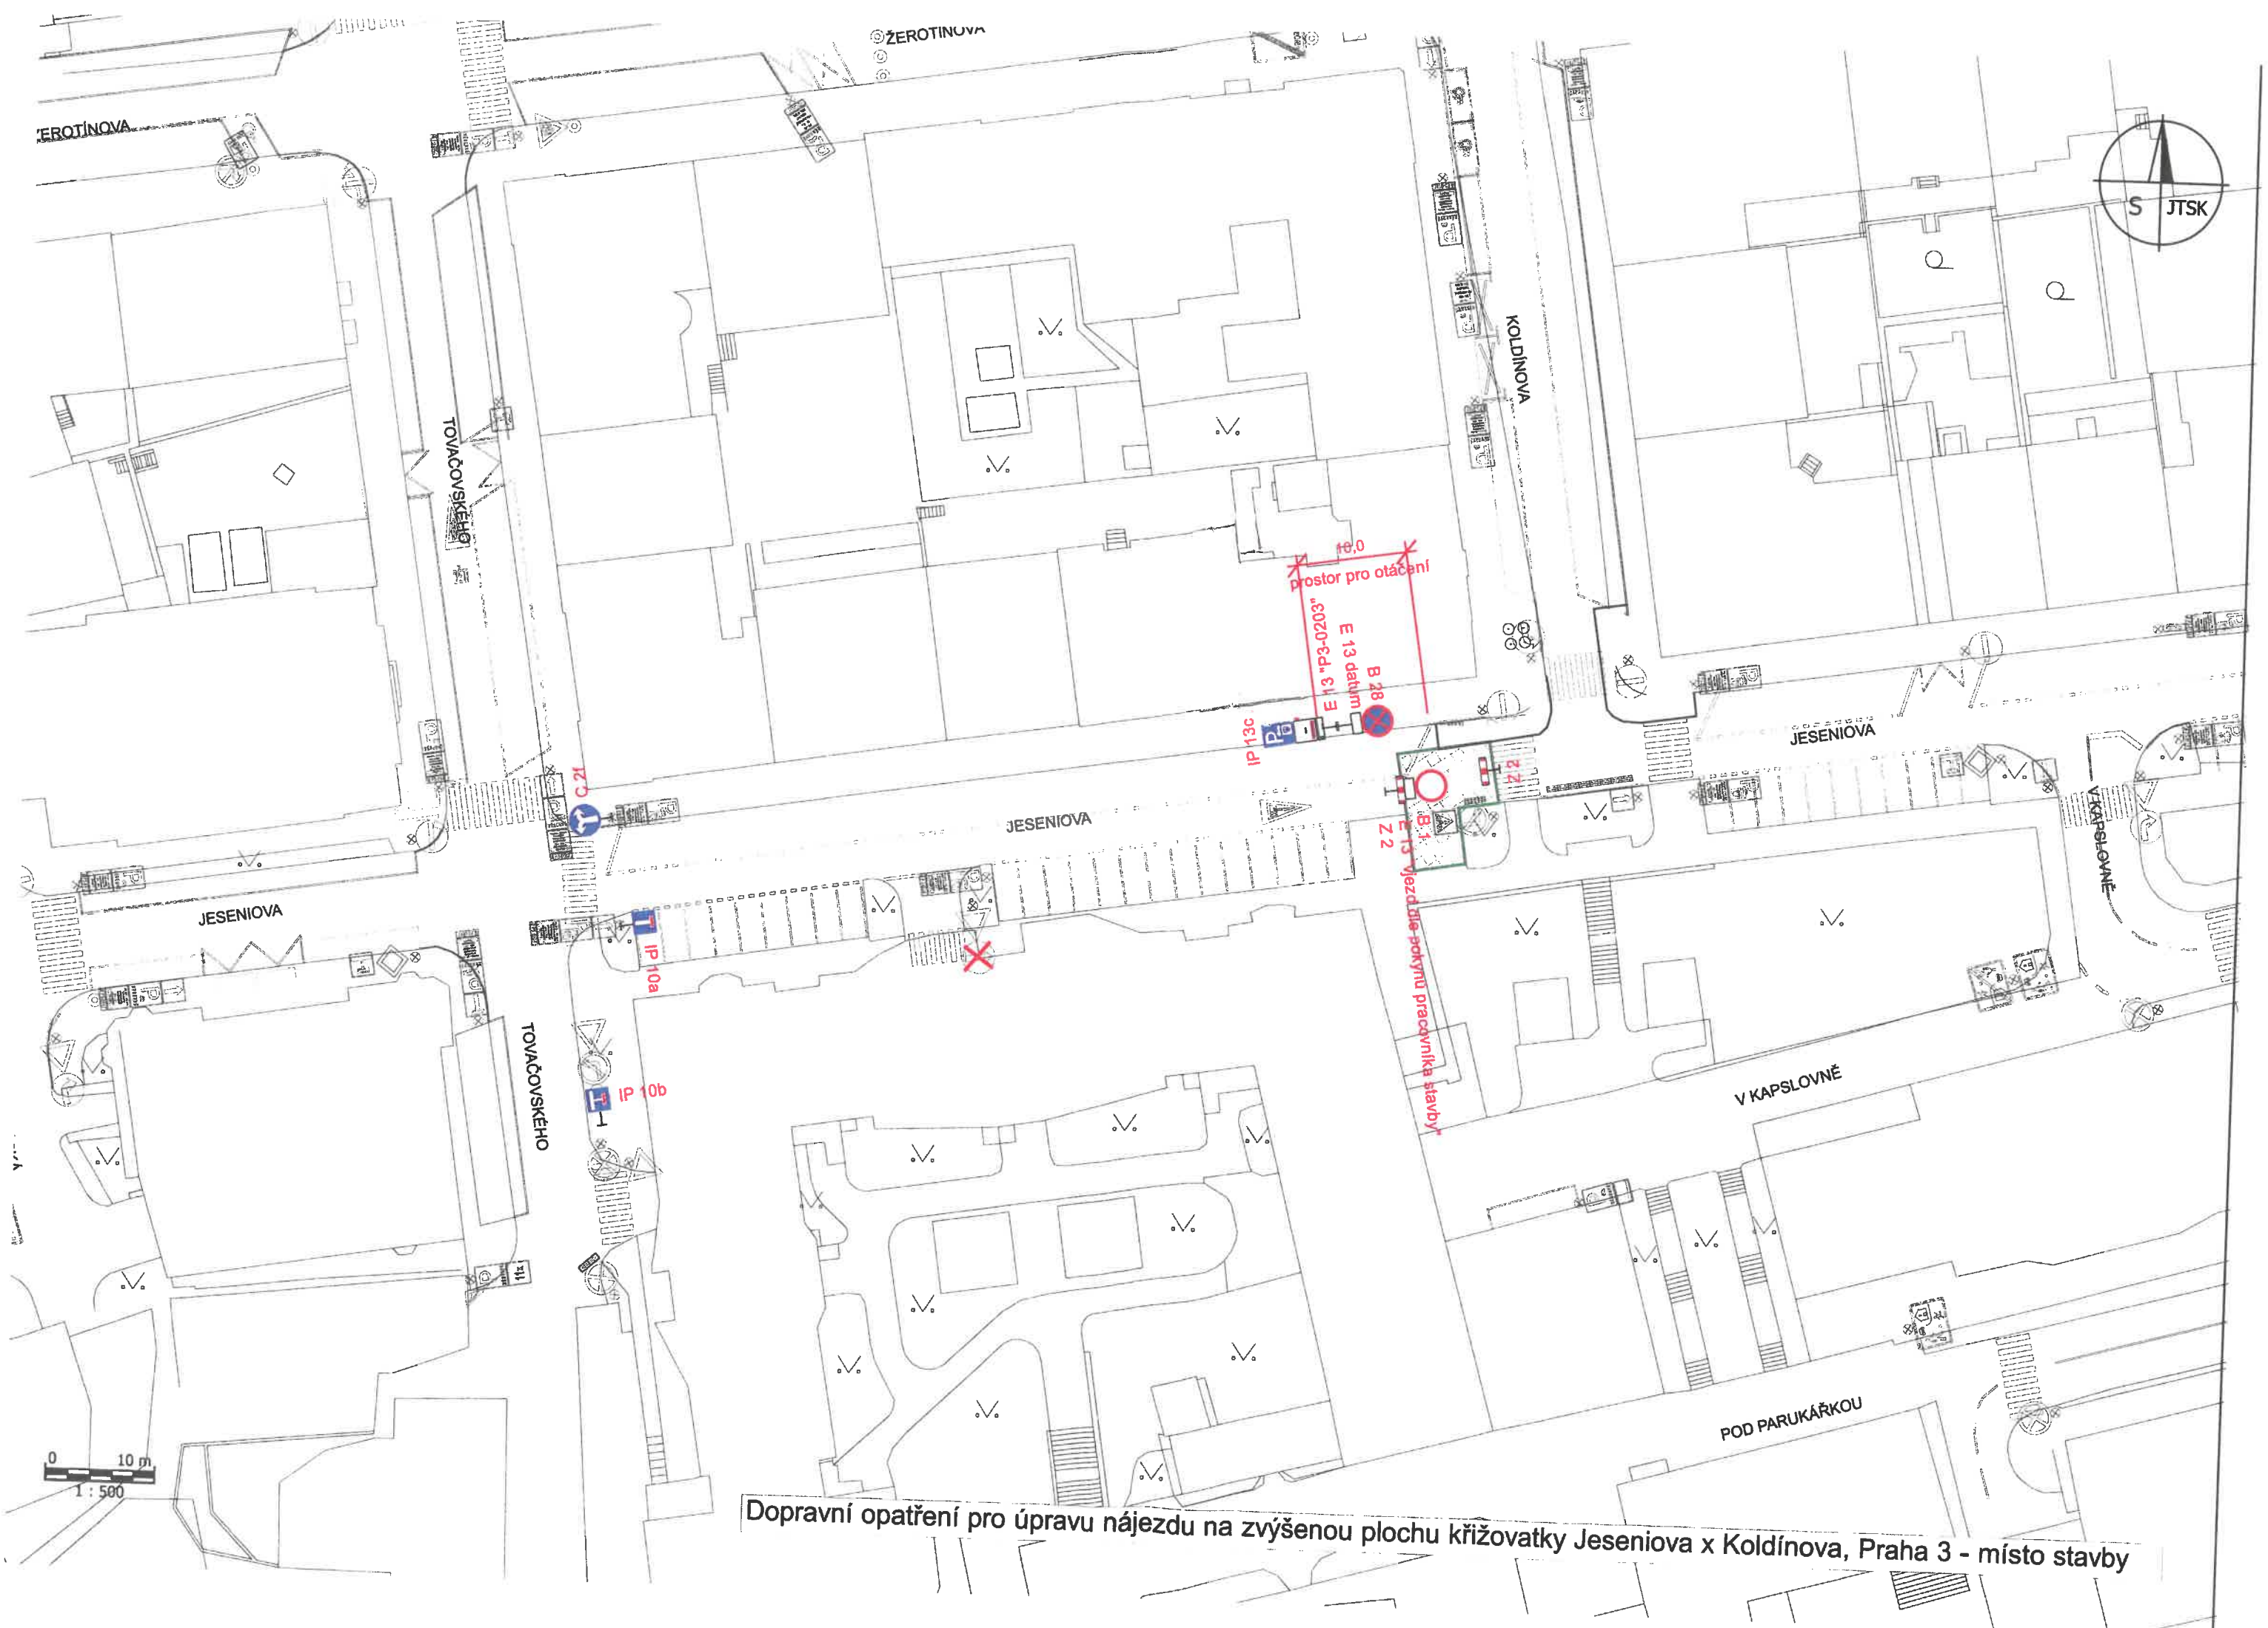 ŽEROTÍNOVA
S JTSK
KOLDÍNOVA
TOVAČOVSKÉHO
10,0
prostor pro otáčení
E 13 "P3-0203"
E 13 datum
B 28
IP 13c
C 2f
Z 2
JESENIOVA
JESENIOVA
B 1
E 13 "Vjezd dle pokynů pracovníka stavby"
Z 2
V KAPSLOVNĚ
JESENIOVA
IP 10a
TOVAČOVSKÉHO
IP 10b
V KAPSLOVNĚ
POD PARUKÁŘKOU
0 10 m
1 : 500
Dopravní opatření pro úpravu nájezdu na zvýšenou plochu křižovatky Jeseniova x Koldínova, Praha 3 - místo stavby